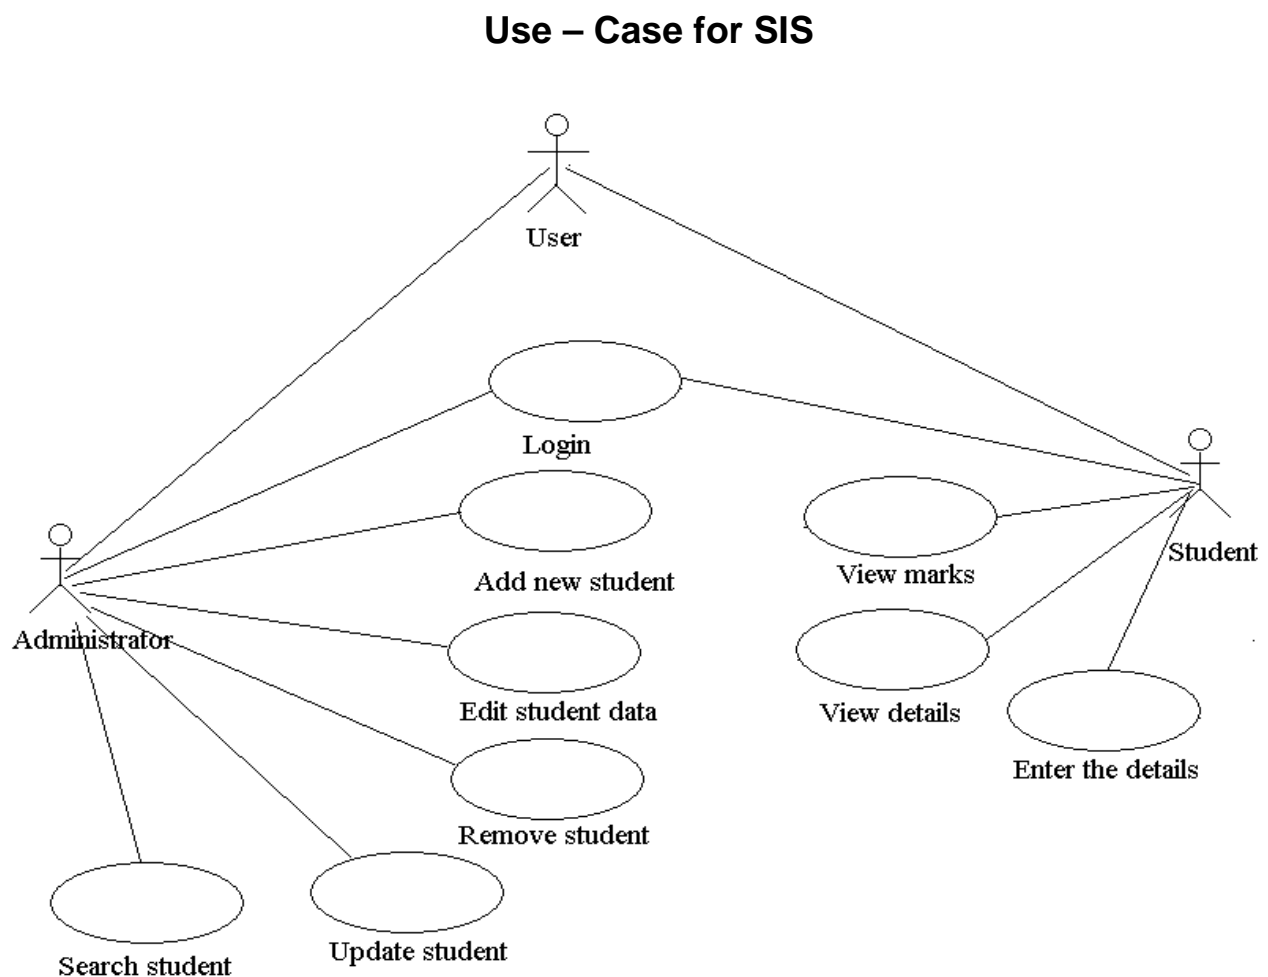 Use – Case for SIS
User
Login
Add new student
View marks
Student
Administrator
Edit student data
View details
Enter the details
Remove student
Update student
Search student